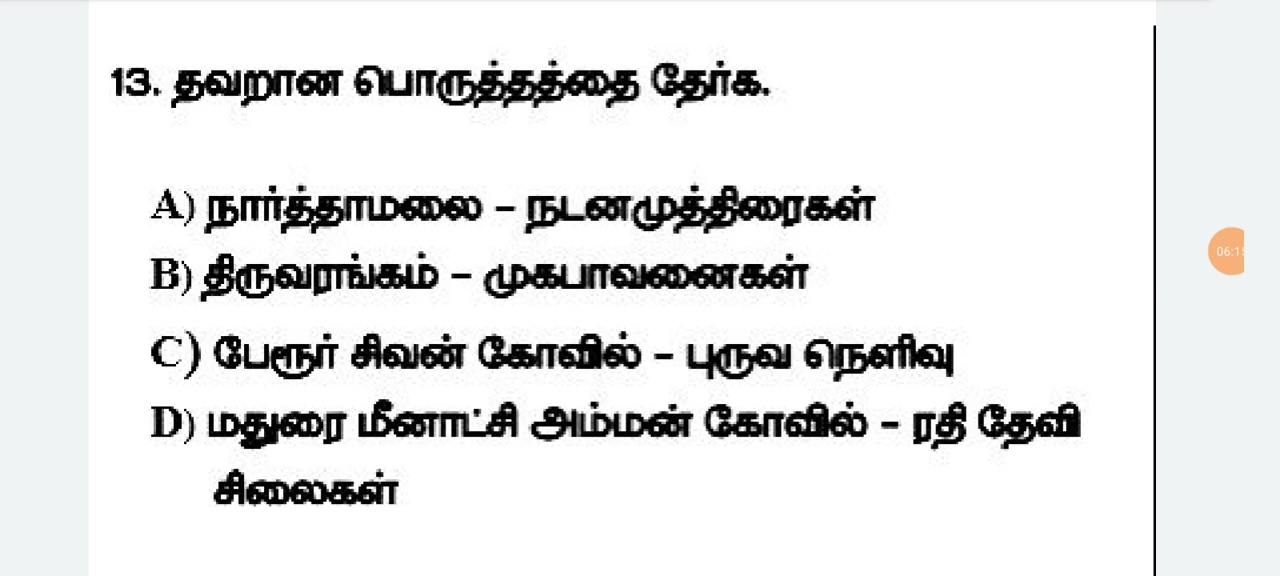 13. தவறான பொருத்தத்தை தேர்க.
A) நார்த்தாமலை – நடனமுத்திரைகள்
B) திருவரங்கம் – முகபாவனைகள்
C) பேரூர் சிவன் கோவில் – புருவ நெளிவு
D) மதுரை மீனாட்சி அம்மன் கோவில் – ரதி தேவி
சிலைகள்